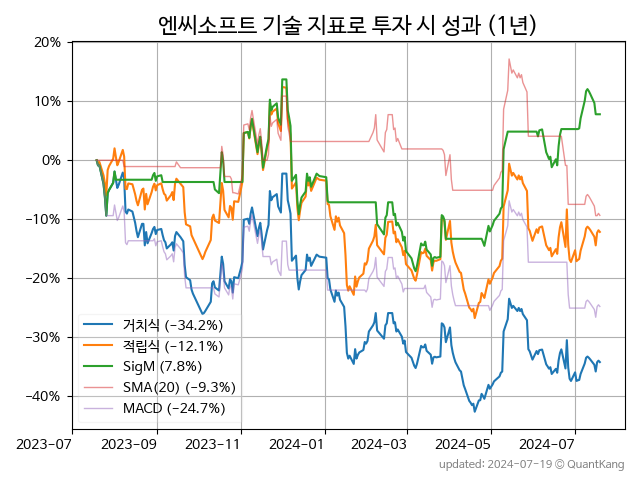 엔씨소프트 기술 지표로 투자 시 성과 (1년)
20%
10%
0%
−10%
−20%
−30%
−40%
거치식 (−34.2%)
적립식 (−12.1%)
SigM (7.8%)
SMA(20) (−9.3%)
MACD (−24.7%)
2023-07 2023-09 2023-11 2024-01 2024-03 2024-05 2024-07
updated: 2024-07-19 © QuantKang